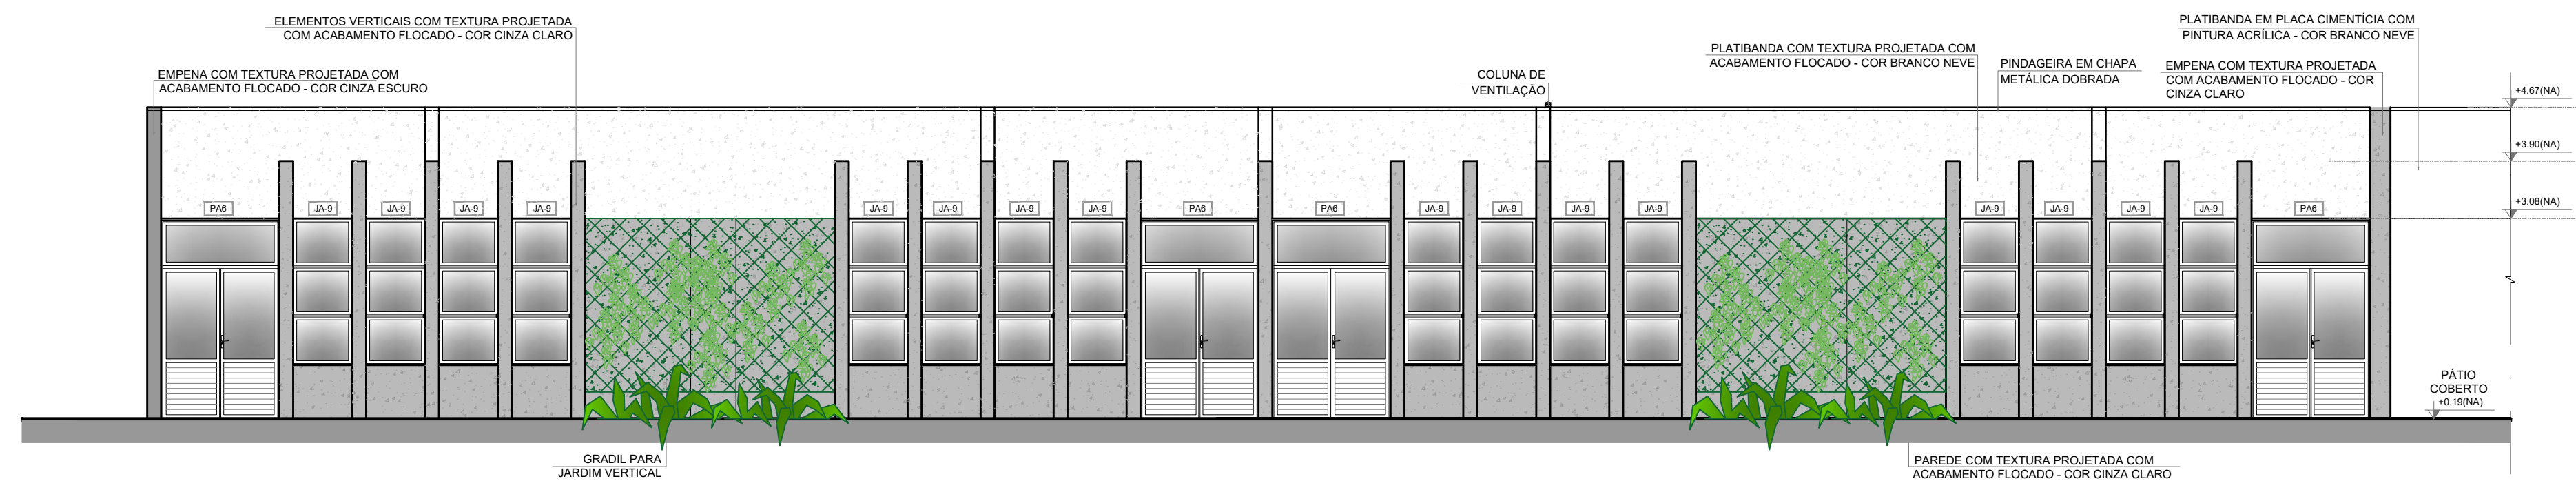 ELEMENTOS VERTICAIS COM TEXTURA PROJETADA
COM ACABAMENTO FLOCADO - COR CINZA CLARO
EMPENA COM TEXTURA PROJETADA COM
ACABAMENTO FLOCADO - COR CINZA ESCURO
COLUNA DE
VENTILAÇÃO
PLATIBANDA COM TEXTURA PROJETADA COM
ACABAMENTO FLOCADO - COR BRANCO NEVE
PINDAGEIRA EM CHAPA
METÁLICA DOBRADA
PLATIBANDA EM PLACA CIMENTÍCIA COM
PINTURA ACRÍLICA - COR BRANCO NEVE
EMPENA COM TEXTURA PROJETADA
COM ACABAMENTO FLOCADO - COR
CINZA CLARO
+4.67(NA)
+3.90(NA)
+3.08(NA)
PA6
JA-9
JA-9
JA-9
JA-9
JA-9
JA-9
JA-9
JA-9
PA6
PA6
JA-9
JA-9
JA-9
JA-9
JA-9
JA-9
JA-9
JA-9
PA6
PÁTIO
COBERTO
+0.19(NA)
GRADIL PARA
JARDIM VERTICAL
PAREDE COM TEXTURA PROJETADA COM
ACABAMENTO FLOCADO - COR CINZA CLARO